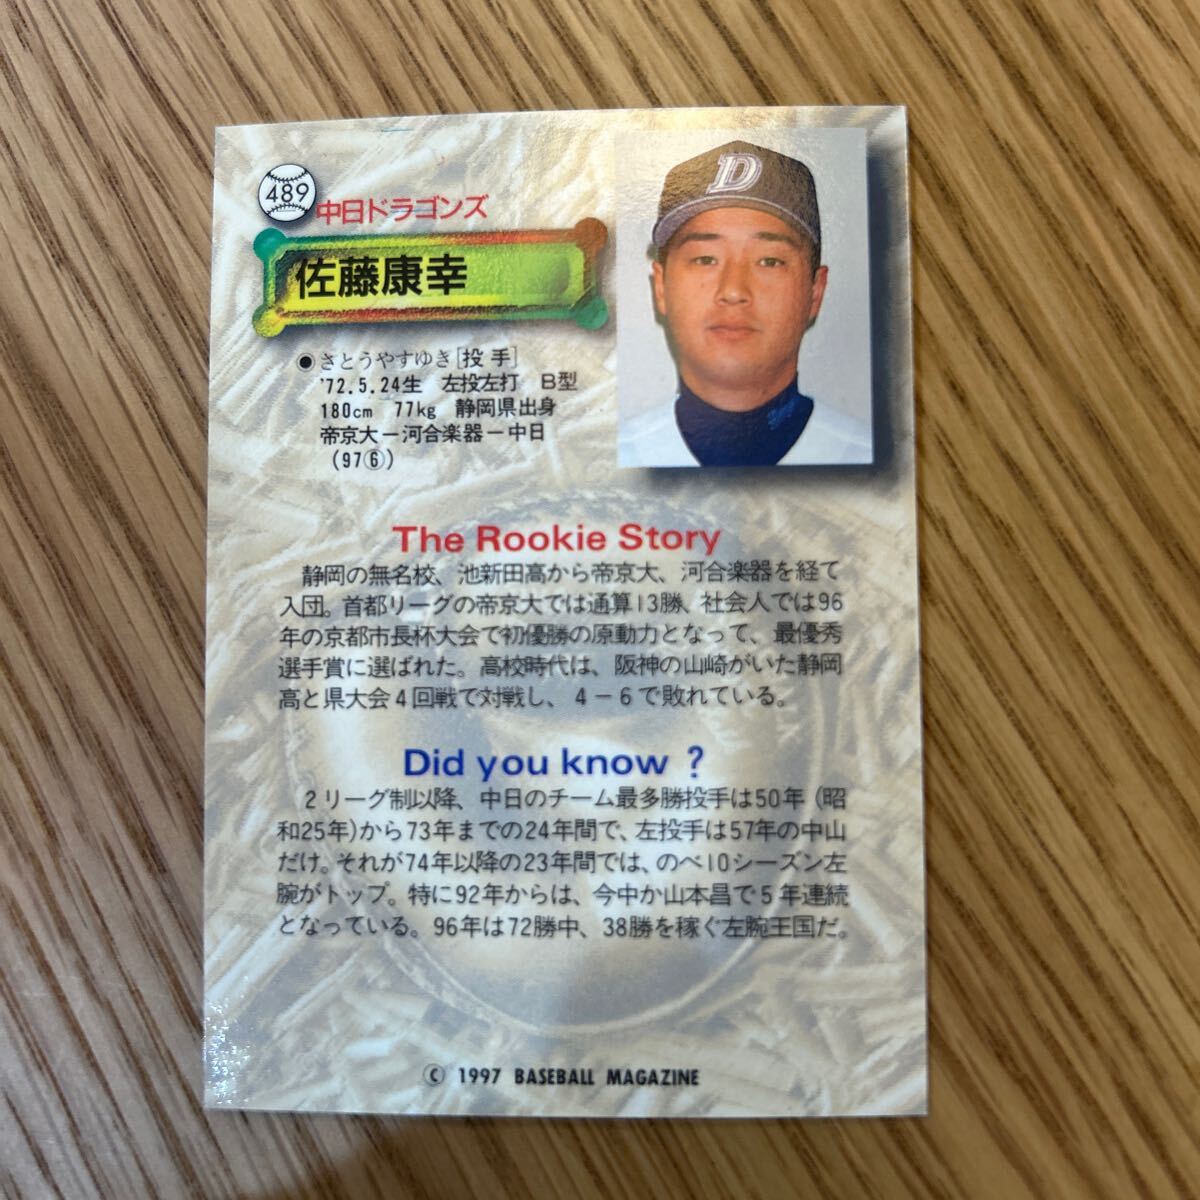 489
中日ドラゴンズ
D
佐藤康幸
●さとうやすゆき[投手]
'72.5.24生 左投左打 B型
180cm 77kg 静岡県出身
帝京大－河合楽器－中日
(97⑥)
The Rookie Story
静岡の無名校、池新田高から帝京大、河合楽器を経て
入団。首都リーグの帝京大では通算13勝、社会人では96
年の京都市長杯大会で初優勝の原動力となって、最優秀
選手賞に選ばれた。高校時代は、阪神の山崎がいた静岡
高と県大会4回戦で対戦し、4－6で敗れている。
Did you know ?
2リーグ制以降、中日のチーム最多勝投手は50年(昭
和25年)から73年までの24年間で、左投手は57年の中山
だけ。それが74年以降の23年間では、のべ10シーズン左
腕がトップ。特に92年からは、今中か山本昌で5年連続
となっている。96年は72勝中、38勝を稼ぐ左腕王国だ。
© 1997 BASEBALL MAGAZINE